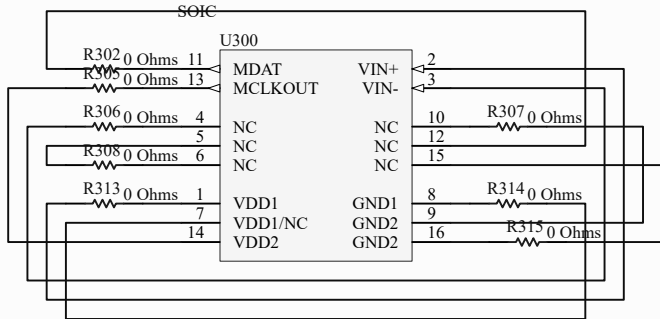 SOIC
U300
R302 0 Ohms 11 MDAT VIN+ 2
R305 0 Ohms 13 MCLKOUT VIN- 3
R306 0 Ohms 4 NC NC 10 R307 0 Ohms
5 NC NC 12
R308 0 Ohms 6 NC NC 15
R313 0 Ohms 1 VDD1 GND1 8 R314 0 Ohms
7 VDD1/NC GND2 9
14 VDD2 GND2 16 R315 0 Ohms